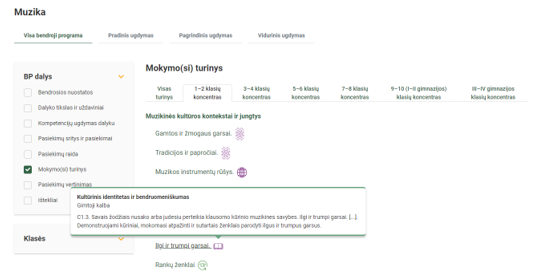 Muzika
Visa bendroji programa
Pradinis ugdymas
Pagrindinis ugdymas
Vidurinis ugdymas
BP dalys
Bendrosios nuostatos
Dalyko tikslas ir uždaviniai
Kompetencijų ugdymas dalyku
Pasiekimų sritys ir pasiekimai
Pasiekimų raida
Mokymo(si) turinys
Pasiekimų vertinimas
Ištekliai
Klasės
Mokymo(si) turinys
Visas turinys
1–2 klasių koncentras
3–4 klasių koncentras
5–6 klasių koncentras
7–8 klasių koncentras
9–10 (I–II gimnazijos) klasių koncentras
III–IV gimnazijos klasių koncentras
Muzikinės kultūros kontekstai ir jungtys
Gamtos ir žmogaus garsai.
Tradicijos ir papročiai.
Muzikos instrumentų rūšys.
Kultūrinis identitetas ir bendruomeniškumas
Gimtoji kalba
C1.3. Savais žodžiais nusako arba judesiu perteikia klausomo kūrinio muzikines savybes. Ilgi ir trumpi garsai. [...]
Demonstruojami kūriniai, mokomasi atpažinti ir sutartais ženklais parodyti ilgus ir trumpus garsus.
Ilgi ir trumpi garsai.
Rankų ženklai